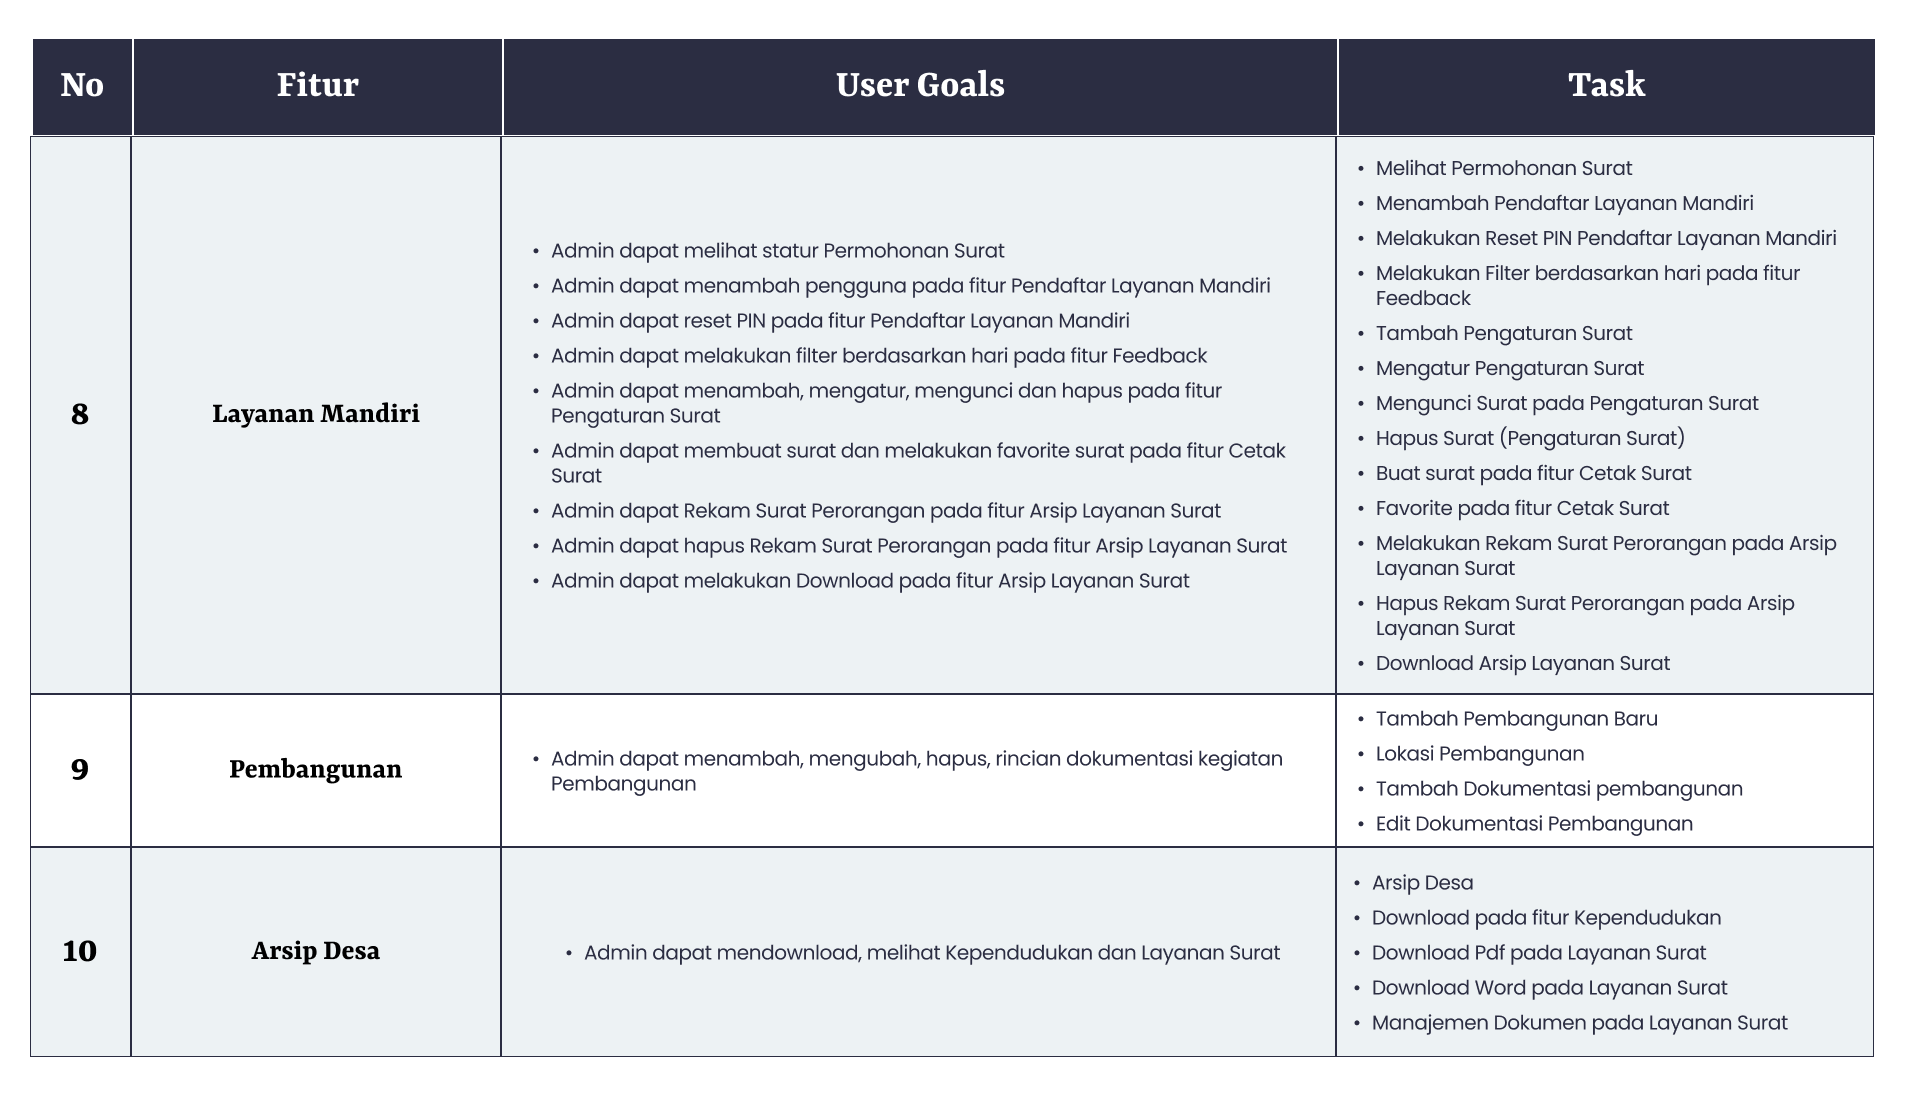 No
Fitur
User Goals
Task
8
Layanan Mandiri
• Admin dapat melihat statur Permohonan Surat
• Admin dapat menambah pengguna pada fitur Pendaftar Layanan Mandiri
• Admin dapat reset PIN pada fitur Pendaftar Layanan Mandiri
• Admin dapat melakukan filter berdasarkan hari pada fitur Feedback
• Admin dapat menambah, mengatur, mengunci dan hapus pada fitur
Pengaturan Surat
• Admin dapat membuat surat dan melakukan favorite surat pada fitur Cetak
Surat
• Admin dapat Rekam Surat Perorangan pada fitur Arsip Layanan Surat
• Admin dapat hapus Rekam Surat Perorangan pada fitur Arsip Layanan Surat
• Admin dapat melakukan Download pada fitur Arsip Layanan Surat
• Melihat Permohonan Surat
• Menambah Pendaftar Layanan Mandiri
• Melakukan Reset PIN Pendaftar Layanan Mandiri
• Melakukan Filter berdasarkan hari pada fitur
Feedback
• Tambah Pengaturan Surat
• Mengatur Pengaturan Surat
• Mengunci Surat pada Pengaturan Surat
• Hapus Surat (Pengaturan Surat)
• Buat surat pada fitur Cetak Surat
• Favorite pada fitur Cetak Surat
• Melakukan Rekam Surat Perorangan pada Arsip
Layanan Surat
• Hapus Rekam Surat Perorangan pada Arsip
Layanan Surat
• Download Arsip Layanan Surat
9
Pembangunan
• Admin dapat menambah, mengubah, hapus, rincian dokumentasi kegiatan
Pembangunan
• Tambah Pembangunan Baru
• Lokasi Pembangunan
• Tambah Dokumentasi pembangunan
• Edit Dokumentasi Pembangunan
10
Arsip Desa
• Admin dapat mendownload, melihat Kependudukan dan Layanan Surat
• Arsip Desa
• Download pada fitur Kependudukan
• Download Pdf pada Layanan Surat
• Download Word pada Layanan Surat
• Manajemen Dokumen pada Layanan Surat